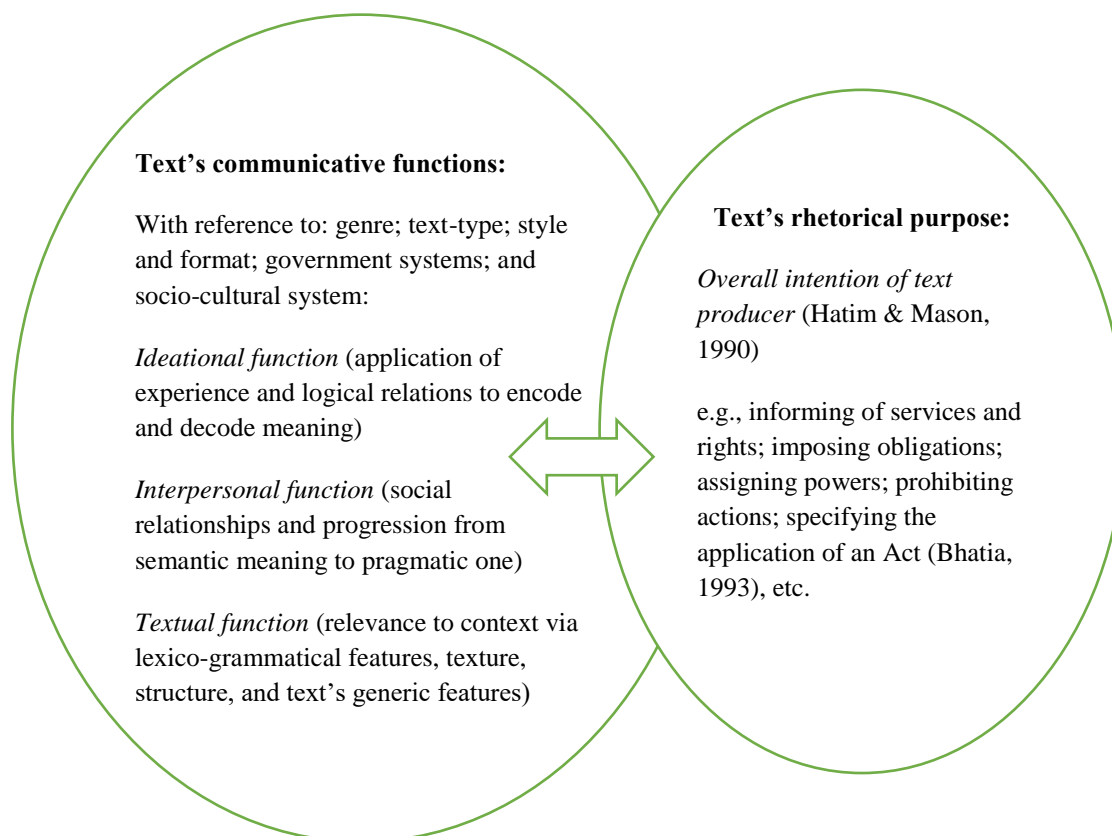 Text’s communicative functions:
With reference to: genre; text-type; style
and format; government systems; and
socio-cultural system:
Ideational function (application of
experience and logical relations to encode
and decode meaning)
Interpersonal function (social
relationships and progression from
semantic meaning to pragmatic one)
Textual function (relevance to context via
lexico-grammatical features, texture,
structure, and text’s generic features)
Text’s rhetorical purpose:
Overall intention of text
producer (Hatim & Mason,
1990)
e.g., informing of services and
rights; imposing obligations;
assigning powers; prohibiting
actions; specifying the
application of an Act (Bhatia,
1993), etc.